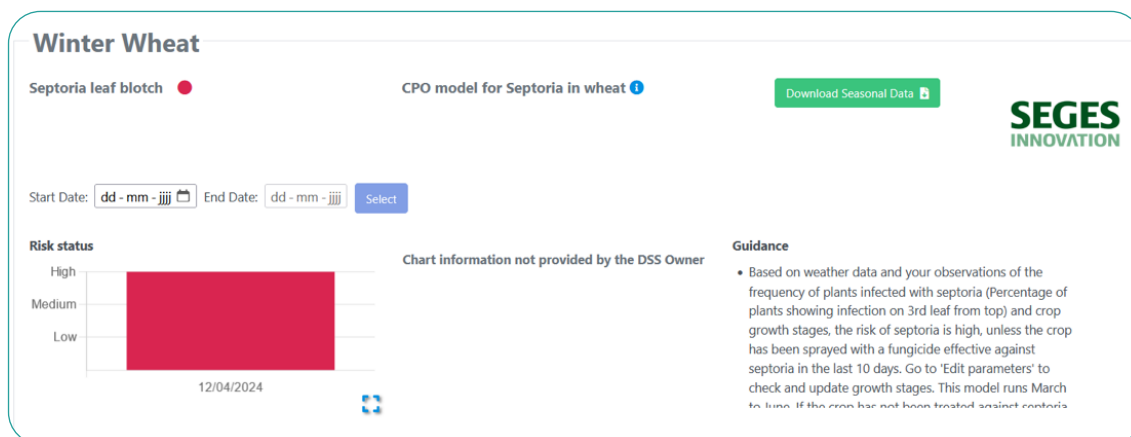 Winter Wheat
Septoria leaf blotch
CPO model for Septoria in wheat
Download Seasonal Data
SEGES
INNOVATION
Start Date: dd - mm - jjjj End Date: dd - mm - jjjj Select
Risk status
High
Medium
Low
12/04/2024
Chart information not provided by the DSS Owner
Guidance
• Based on weather data and your observations of the
frequency of plants infected with septoria (Percentage of
plants showing infection on 3rd leaf from top) and crop
growth stages, the risk of septoria is high, unless the crop
has been sprayed with a fungicide effective against
septoria in the last 10 days. Go to 'Edit parameters' to
check and update growth stages. This model runs March
to June. If the crop has not been treated against septoria